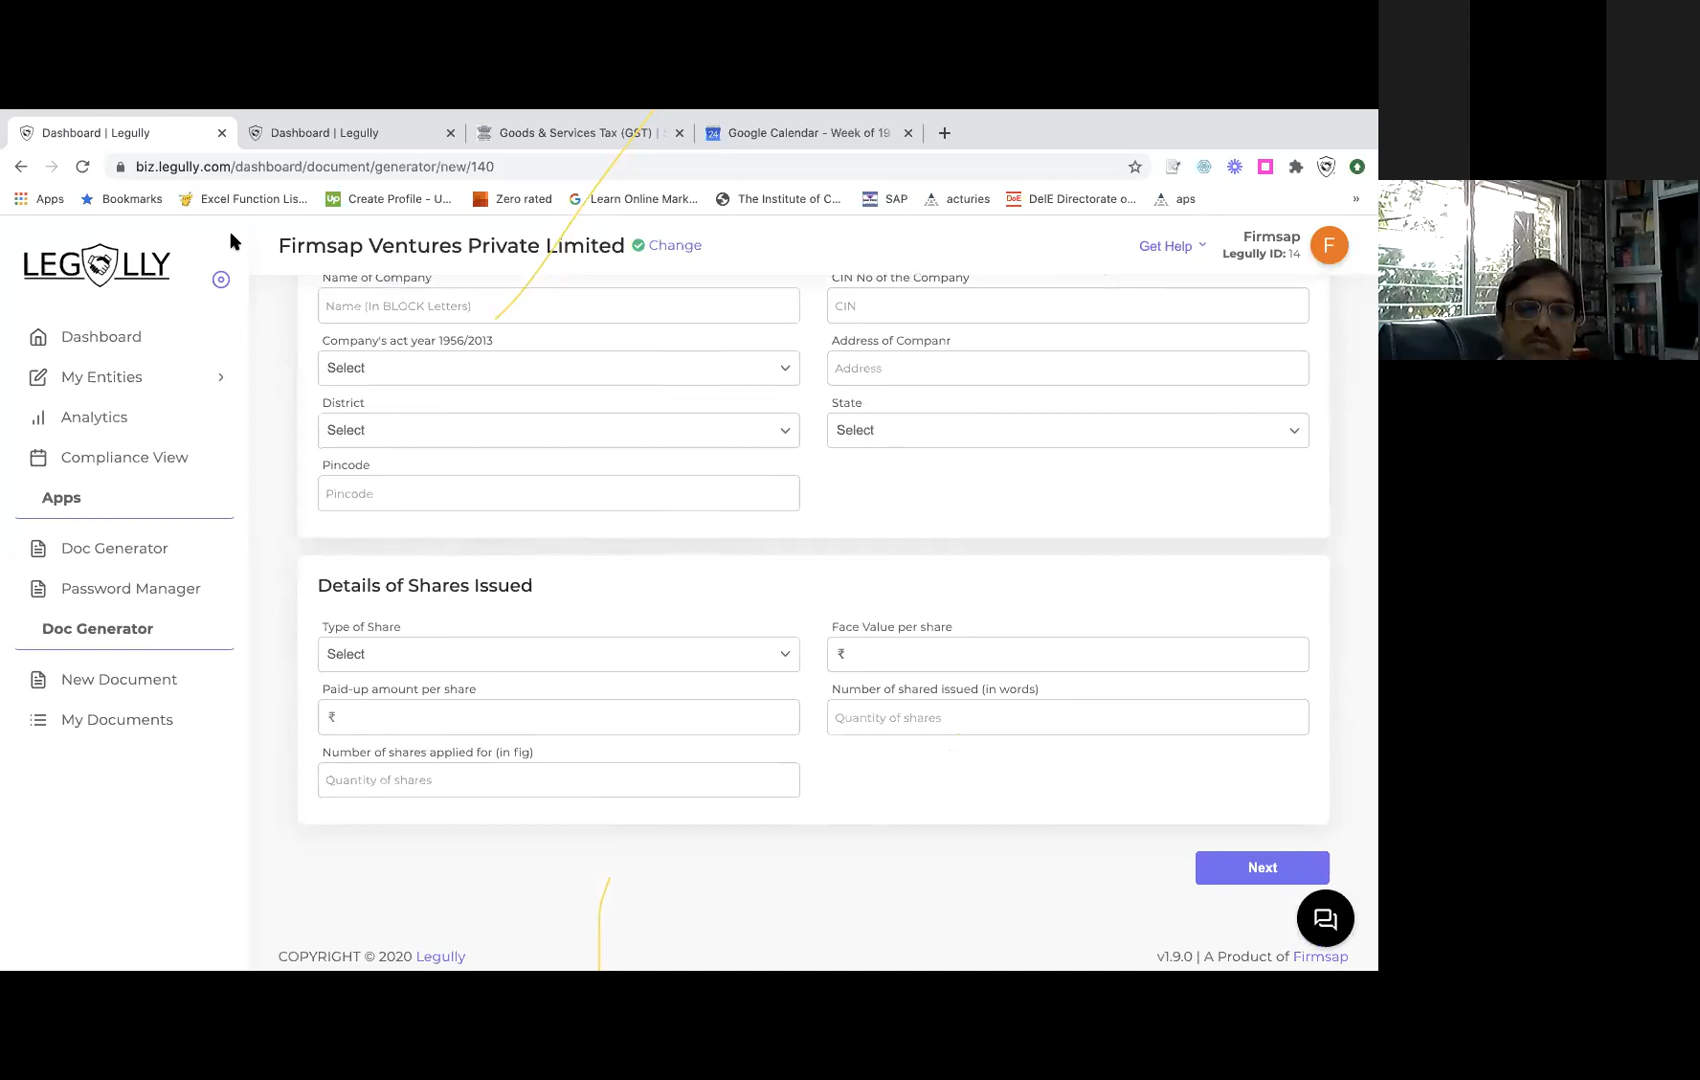 Dashboard | Legully
Dashboard | Legully
Goods & Services Tax (GST) |
Google Calendar - Week of 19
24
biz.legully.com/dashboard/document/generator/new/140
Apps
Bookmarks
Excel Function Lis...
Up Create Profile - U...
Zero rated
Learn Online Mark...
The Institute of C...
SAP
acturies
DoE DelE Directorate o...
aps
»
LEGULLY
Firmsap Ventures Private Limited
Change
Get Help
Firmsap
Legully ID: 14
F
Dashboard
My Entities
Analytics
Compliance View
Apps
Doc Generator
Password Manager
Doc Generator
New Document
My Documents
Name of Company
Name (In BLOCK Letters)
CIN No of the Company
CIN
Company's act year 1956/2013
Select
Address of Companr
Address
District
Select
State
Select
Pincode
Pincode
Details of Shares Issued
Type of Share
Select
Face Value per share
₹
Paid-up amount per share
₹
Number of shared issued (in words)
Quantity of shares
Number of shares applied for (in fig)
Quantity of shares
Next
COPYRIGHT © 2020 Legully
v1.9.0 | A Product of Firmsap